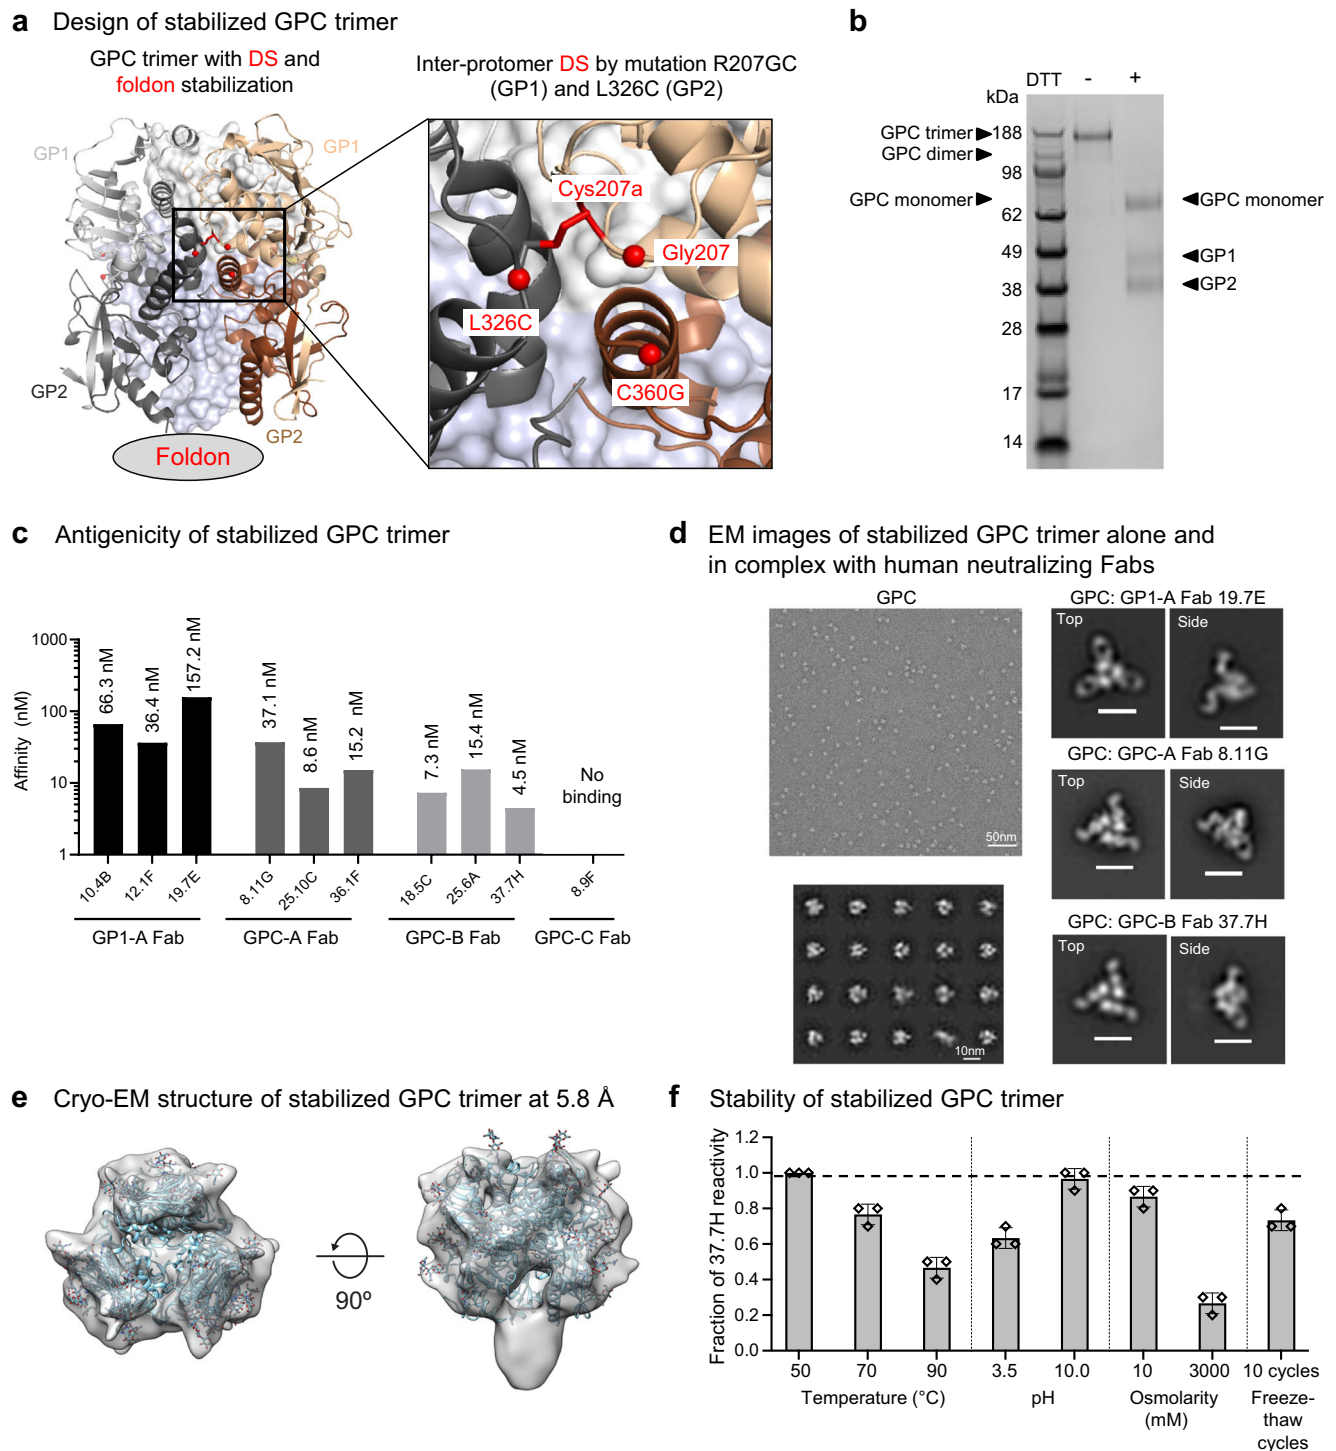 a Design of stabilized GPC trimer
GPC trimer with DS and
foldon stabilization
Inter-protomer DS by mutation R207GC
(GP1) and L326C (GP2)
GP1
GP1
GP2
GP2
Foldon
Cys207a
Gly207
L326C
C360G
b
DTT - +
kDa
GPC trimer 188
GPC dimer
98
GPC monomer
62
49
38
28
17
14
GPC monomer
GP1
GP2
c Antigenicity of stabilized GPC trimer
Affinity (nM)
1000
100
10
1
66.3 nM
36.4 nM
157.2 nM
37.1 nM
8.6 nM
15.2 nM
7.3 nM
15.4 nM
4.5 nM
No
binding
10.4B
12.1F
19.7E
8.11G
25.10C
36.1F
18.5C
25.6A
37.7H
8.9F
GP1-A Fab
GPC-A Fab
GPC-B Fab
GPC-C Fab
d EM images of stabilized GPC trimer alone and
in complex with human neutralizing Fabs
GPC
50nm
10nm
GPC: GP1-A Fab 19.7E
Top
Side
GPC: GPC-A Fab 8.11G
Top
Side
GPC: GPC-B Fab 37.7H
Top
Side
e Cryo-EM structure of stabilized GPC trimer at 5.8 Å
90º
f Stability of stabilized GPC trimer
Fraction of 37.7H reactivity
1.2
1.0
0.8
0.6
0.4
0.2
0.0
50 70 90 3.5 10.0 10 3000 10 cycles
Temperature (°C)
pH
Osmolarity
(mM)
Freeze-
thaw
cycles